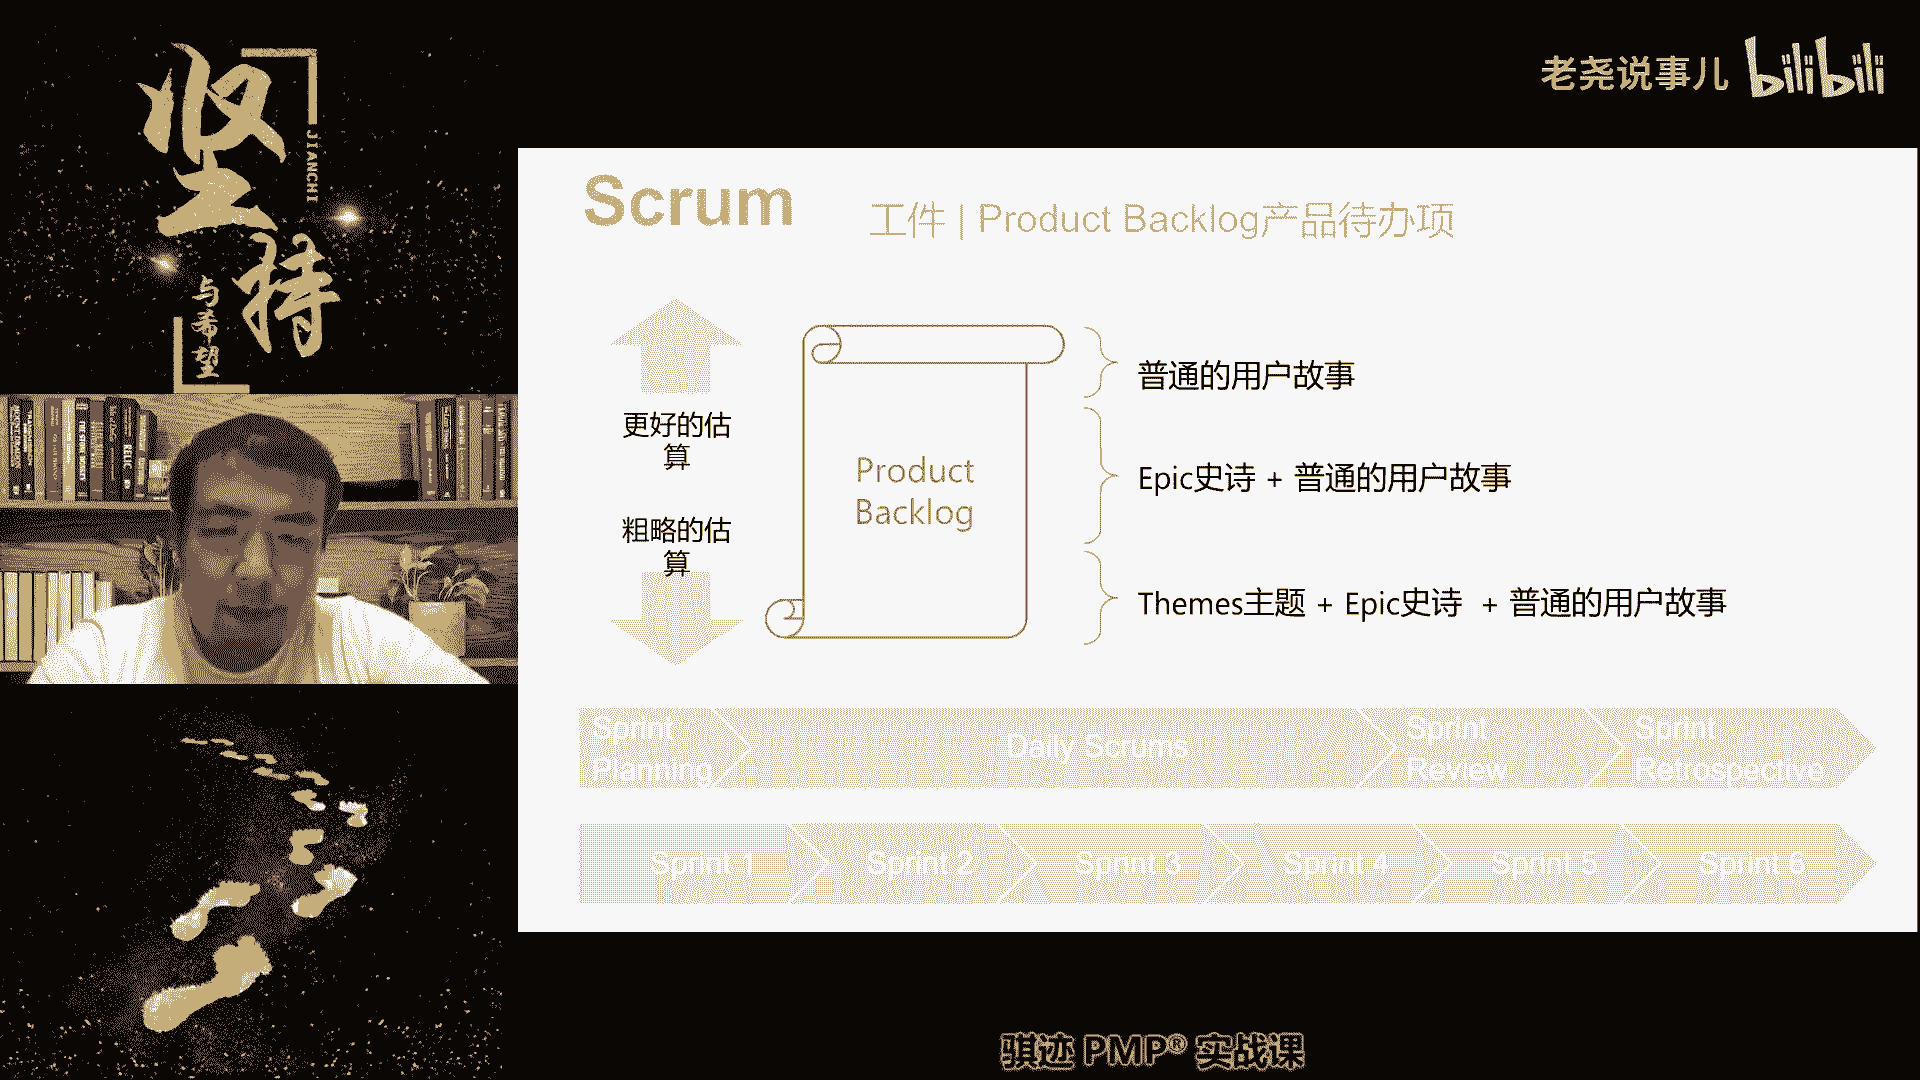 坚持
JIANCHI
与希望
老尧说事儿 bilibili
Scrum
工件 | Product Backlog产品待办项
更好的估
算
粗略的估
算
Product
Backlog
普通的用户故事
Epic史诗 + 普通的用户故事
Themes主题 + Epic史诗 + 普通的用户故事
Sprint
Planning
Daily Scrums
Sprint
Review
Sprint
Retrospective
Sprint 1
Sprint 2
Sprint 3
Sprint 4
Sprint 5
Sprint 6
骐迹 PMP® 实战课